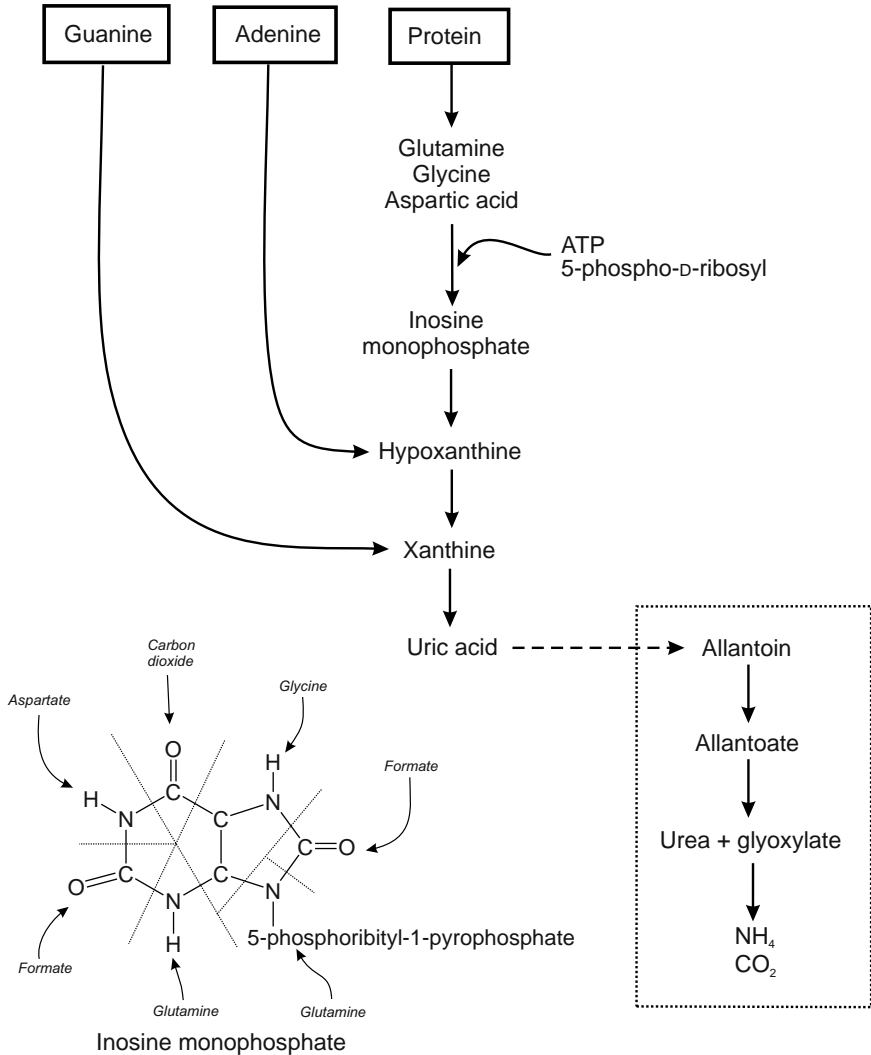 Guanine
Adenine
Protein
Glutamine
Glycine
Aspartic acid
ATP
5-phospho-D-ribosyl
Inosine
monophosphate
Hypoxanthine
Xanthine
Uric acid
Allantoin
Allantoate
Urea + glyoxylate
NH₄
CO₂
Carbon
dioxide
Aspartate
Glycine
Formate
O
H
H
N
C
C
N
C
O
O
C
C
N
N
H
5-phosphoribityl-1-pyrophosphate
Formate
Glutamine
Glutamine
Inosine monophosphate